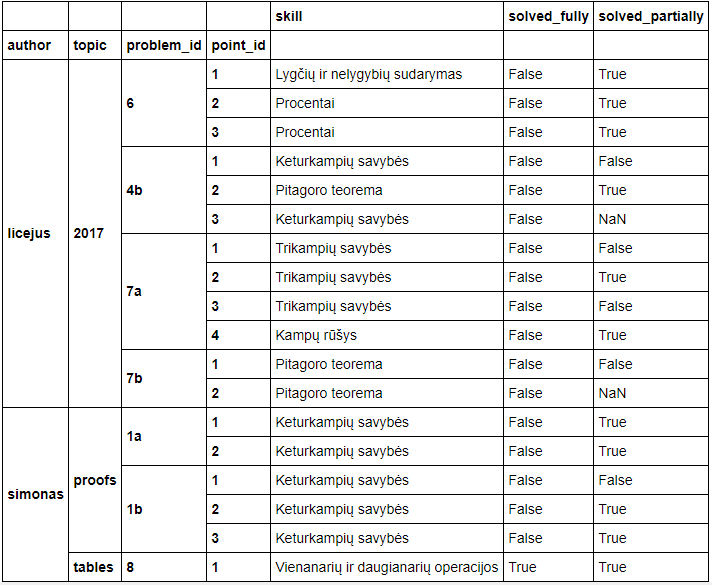 skill solved_fully solved_partially
author topic problem_id point_id
licejus 2017 6 1 Lygčių ir nelygybių sudarymas False True
2 Procentai False True
3 Procentai False True
4b 1 Keturkampių savybės False False
2 Pitagoro teorema False True
3 Keturkampių savybės False NaN
7a 1 Trikampių savybės False False
2 Trikampių savybės False True
3 Trikampių savybės False False
4 Kampų rūšys False True
7b 1 Pitagoro teorema False False
2 Pitagoro teorema False NaN
simonas proofs 1a 1 Keturkampių savybės False True
2 Keturkampių savybės False True
1b 1 Keturkampių savybės False False
2 Keturkampių savybės False True
3 Keturkampių savybės False True
tables 8 1 Vienanarių ir daugianarių operacijos True True